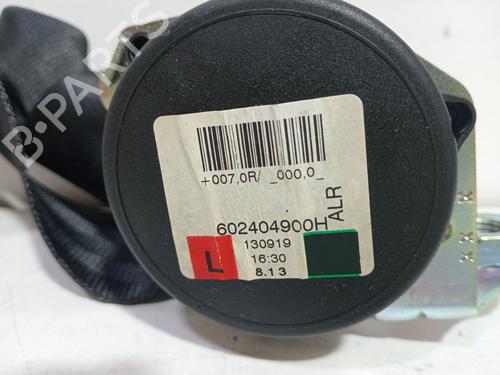 B-PARTS
+007,0R/ _000,0_
602404900H
ALR
130919
L
16:30
8.13